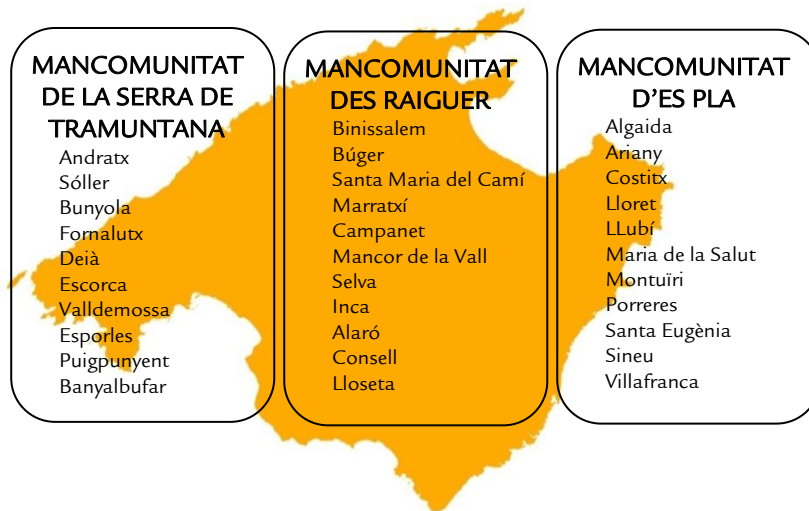 MANCOMUNITAT
DE LA SERRA DE
TRAMUNTANA
Andratx
Sóller
Bunyola
Fornalutx
Deià
Escorca
Valldemossa
Esporles
Puigpunyent
Banyalbufar
MANCOMUNITAT
DES RAIGUER
Binissalem
Búger
Santa Maria del Camí
Marratxí
Campanet
Mancor de la Vall
Selva
Inca
Alaró
Consell
Lloseta
MANCOMUNITAT
D’ES PLA
Algaida
Ariany
Costitx
Lloret
LLubí
Maria de la Salut
Montuïri
Porreres
Santa Eugènia
Sineu
Villafranca